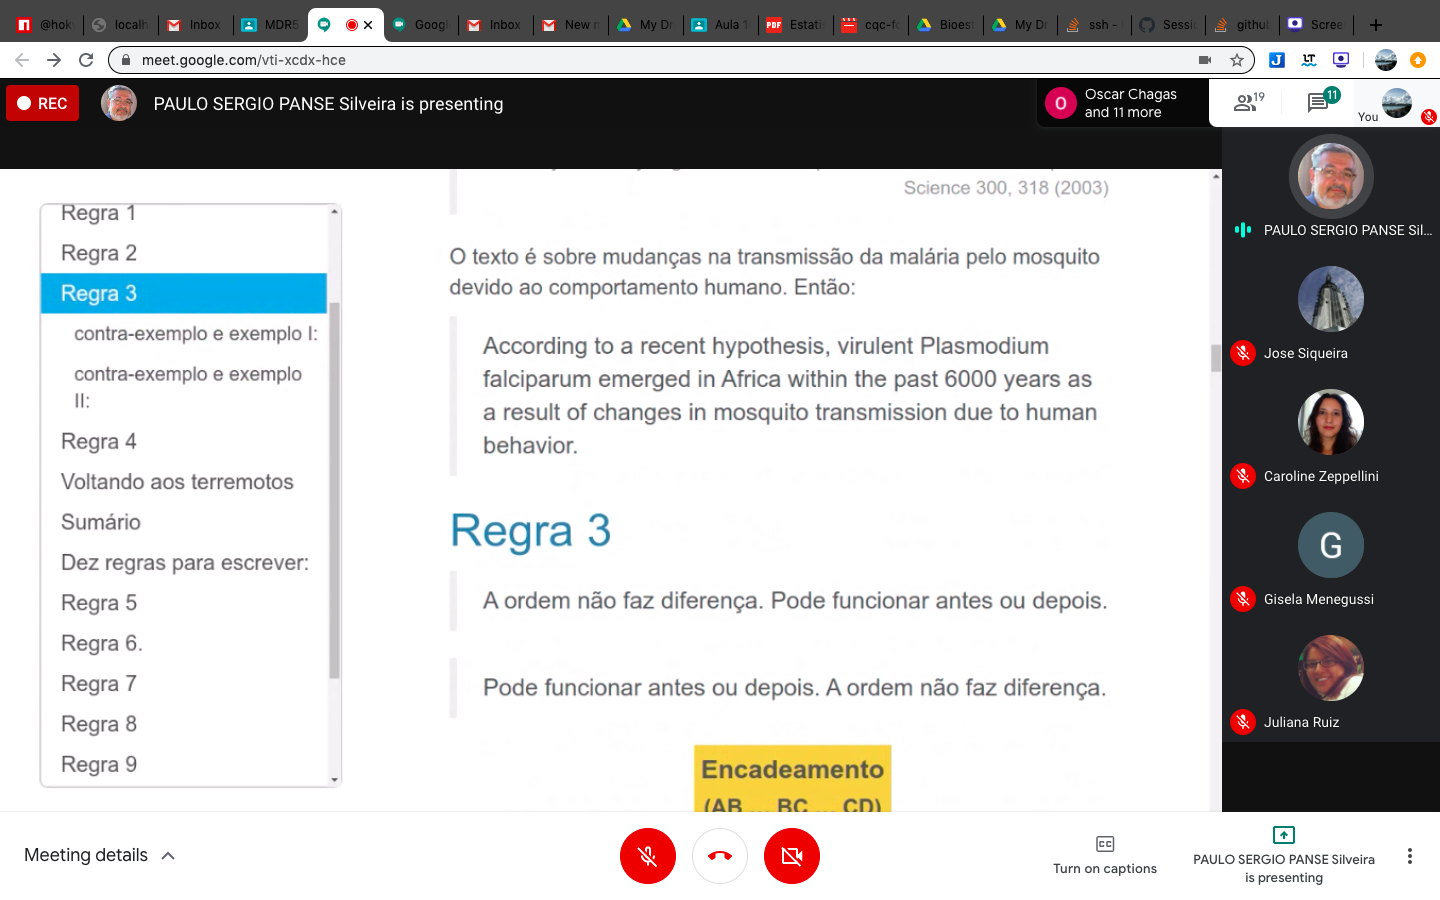 @hok
localh
Inbox
MDR5
Googl
Inbox
New m
My Dr
Aula 1
Estati
cqc-fo
Bioest
My Dr
ssh -
Sessio
github
Scree
meet.google.com/vti-xcdx-hce
REC
PAULO SERGIO PANSE Silveira is presenting
O
Oscar Chagas
and 11 more
19
11
You
Science 300, 318 (2003)
Regra 1
Regra 2
Regra 3
contra-exemplo e exemplo I:
contra-exemplo e exemplo
II:
Regra 4
Voltando aos terremotos
Sumário
Dez regras para escrever:
Regra 5
Regra 6.
Regra 7
Regra 8
Regra 9
O texto é sobre mudanças na transmissão da malária pelo mosquito
devido ao comportamento humano. Então:
According to a recent hypothesis, virulent Plasmodium
falciparum emerged in Africa within the past 6000 years as
a result of changes in mosquito transmission due to human
behavior.
Regra 3
A ordem não faz diferença. Pode funcionar antes ou depois.
Pode funcionar antes ou depois. A ordem não faz diferença.
Encadeamento
(AB ... BC ... CD)
PAULO SERGIO PANSE Sil...
Jose Siqueira
Caroline Zeppellini
G
Gisela Menegussi
Juliana Ruiz
Meeting details
Turn on captions
PAULO SERGIO PANSE Silveira
is presenting